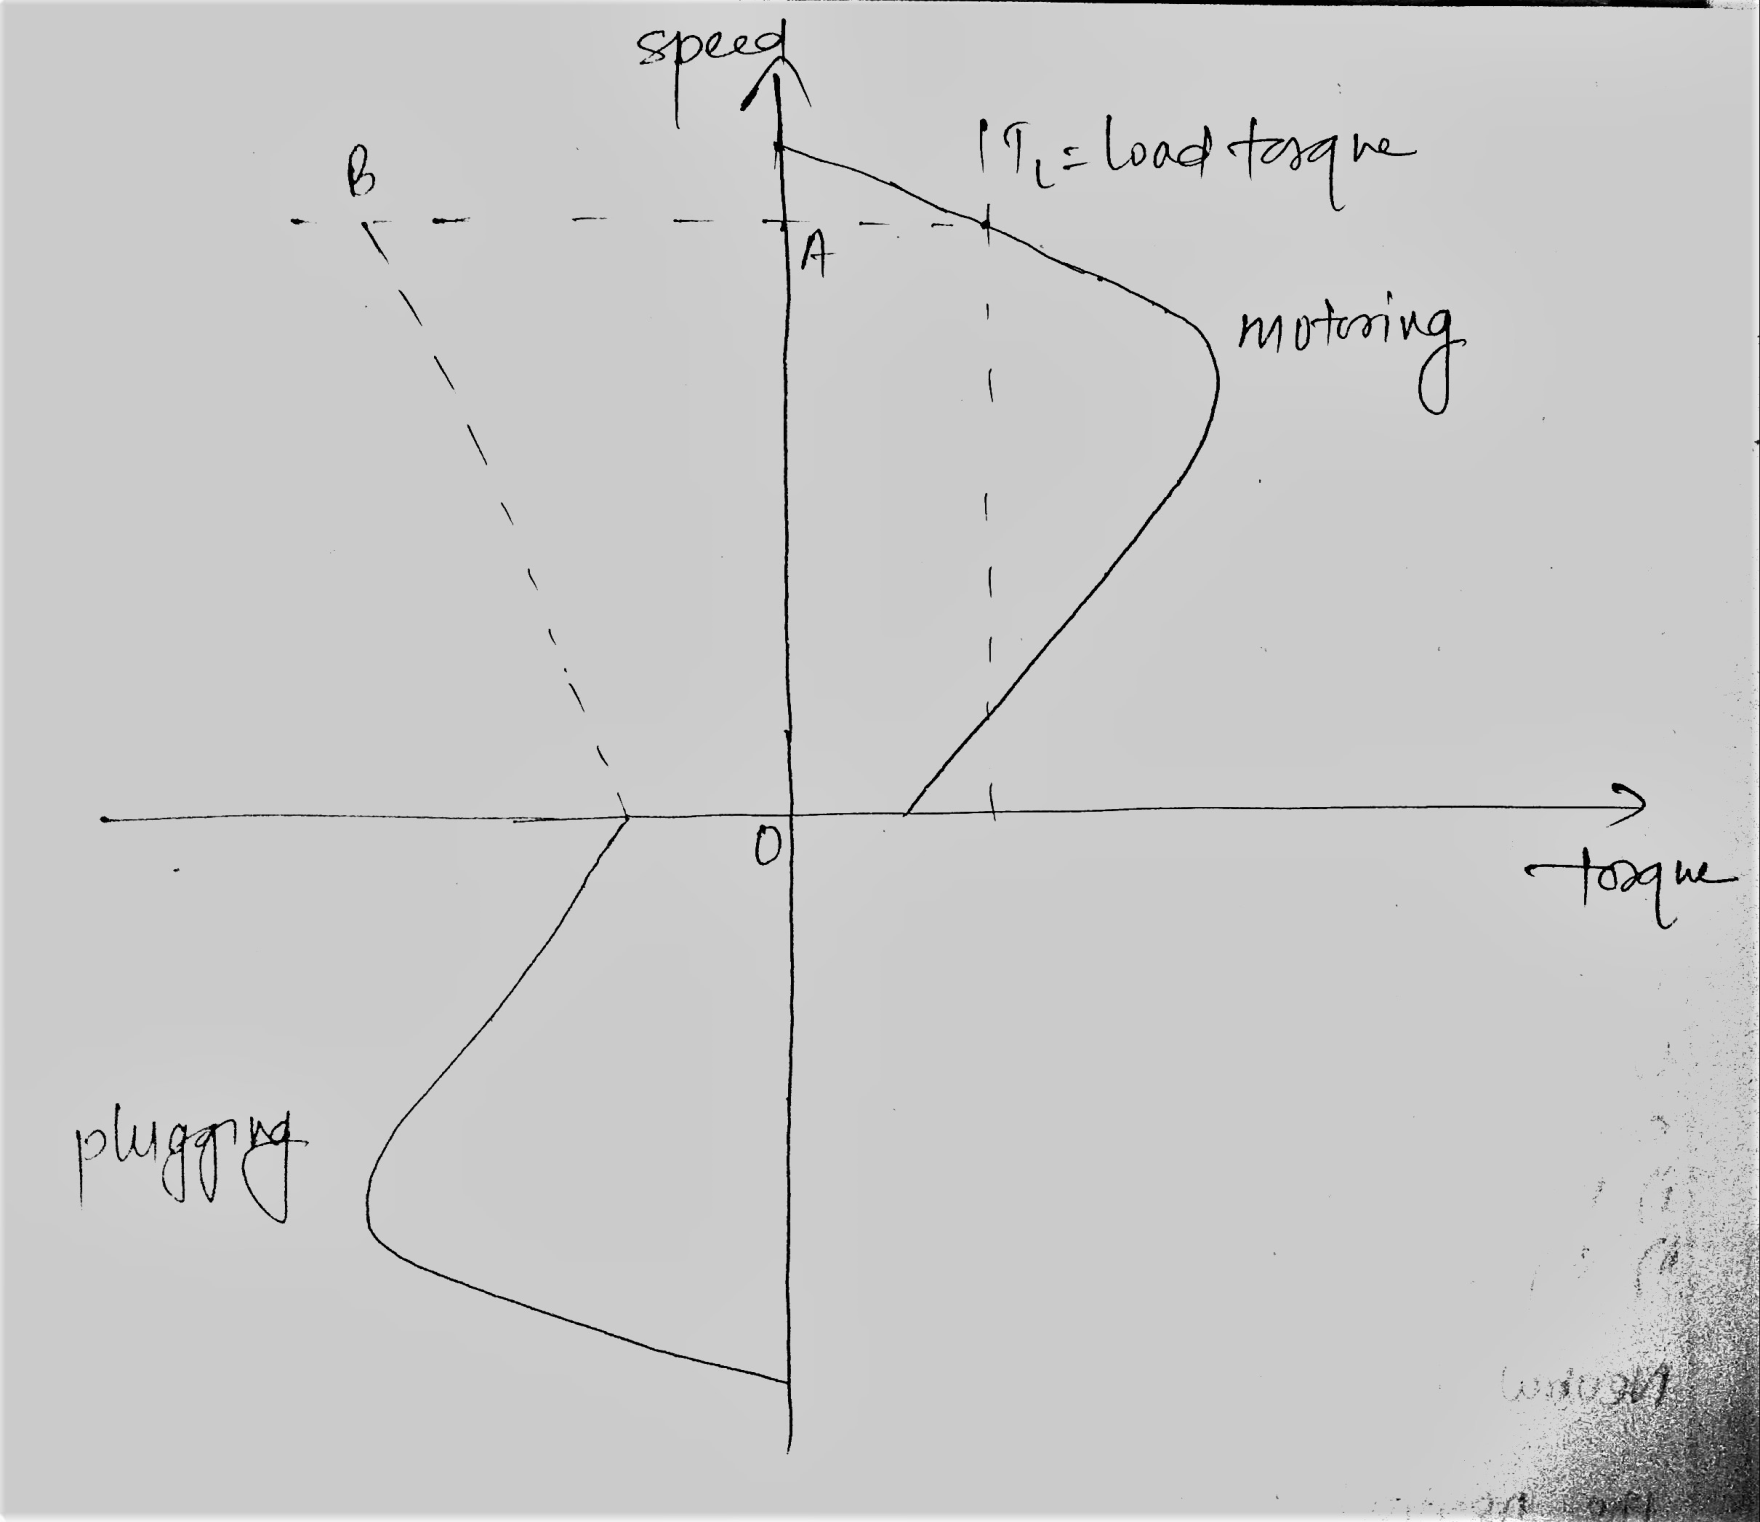 speed
B
T_L = load torque
A
motoring
O
torque
plugging